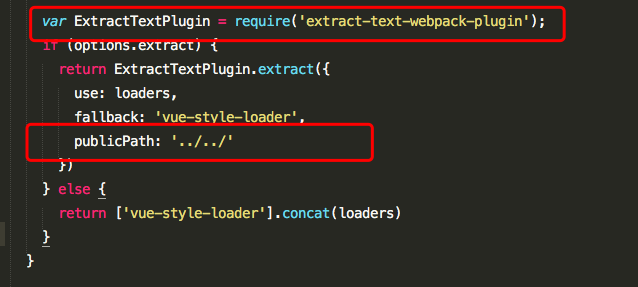 var ExtractTextPlugin = require('extract-text-webpack-plugin');
if (options.extract) {
return ExtractTextPlugin.extract({
use: loaders,
fallback: 'vue-style-loader',
publicPath: '../../'
})
} else {
return ['vue-style-loader'].concat(loaders)
}
}